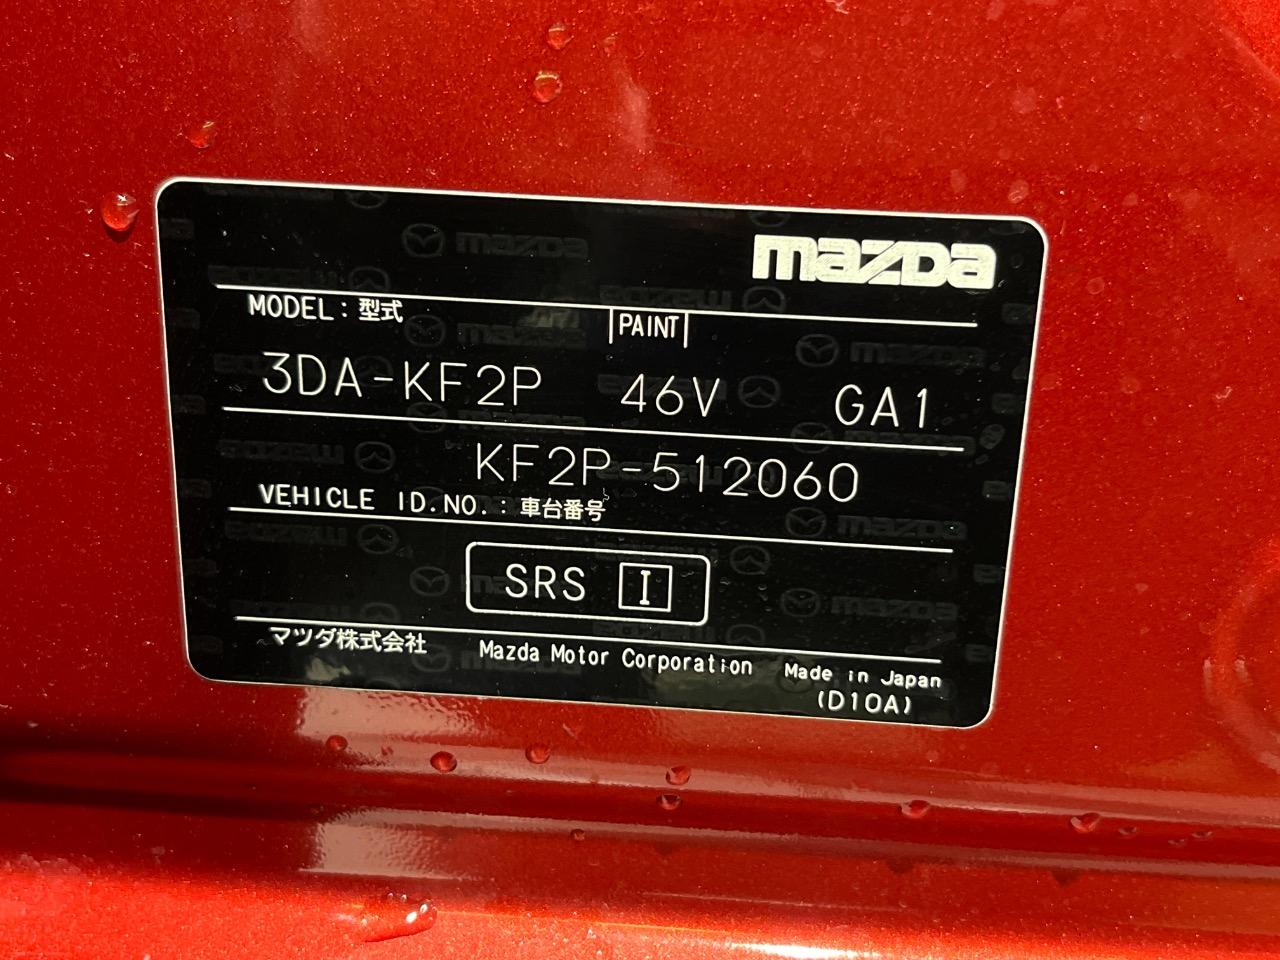 mazda
MODEL : 型式
PAINT
3DA-KF2P 46V GA1
KF2P-512060
VEHICLE ID.NO. : 車台番号
SRS I
マツダ株式会社 Mazda Motor Corporation Made in Japan
(D10A)